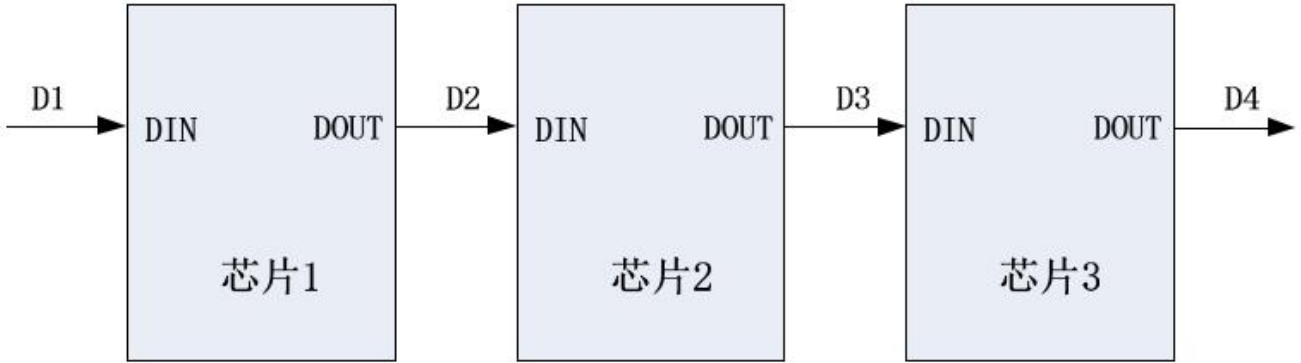 D1 D2 D3 D4
DIN DOUT DIN DOUT DIN DOUT
芯片1 芯片2 芯片3